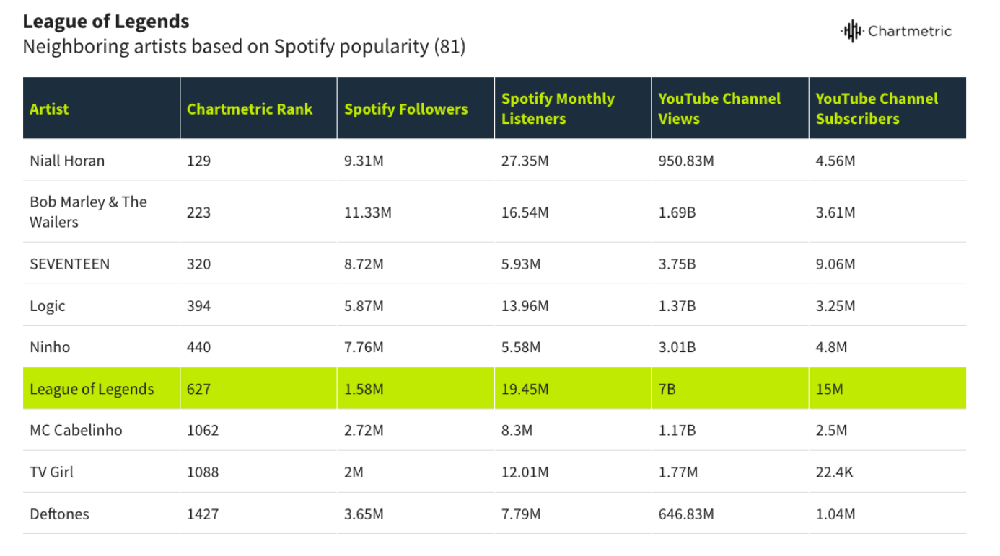 League of Legends
Neighboring artists based on Spotify popularity (81)
Chartmetric
Artist
Chartmetric Rank
Spotify Followers
Spotify Monthly
Listeners
YouTube Channel
Views
YouTube Channel
Subscribers
Niall Horan 129 9.31M 27.35M 950.83M 4.56M
Bob Marley & The
Wailers
223 11.33M 16.54M 1.69B 3.61M
SEVENTEEN 320 8.72M 5.93M 3.75B 9.06M
Logic 394 5.87M 13.96M 1.37B 3.25M
Ninho 440 7.76M 5.58M 3.01B 4.8M
League of Legends 627 1.58M 19.45M 7B 15M
MC Cabelinho 1062 2.72M 8.3M 1.17B 2.5M
TV Girl 1088 2M 12.01M 1.77M 22.4K
Deftones 1427 3.65M 7.79M 646.83M 1.04M